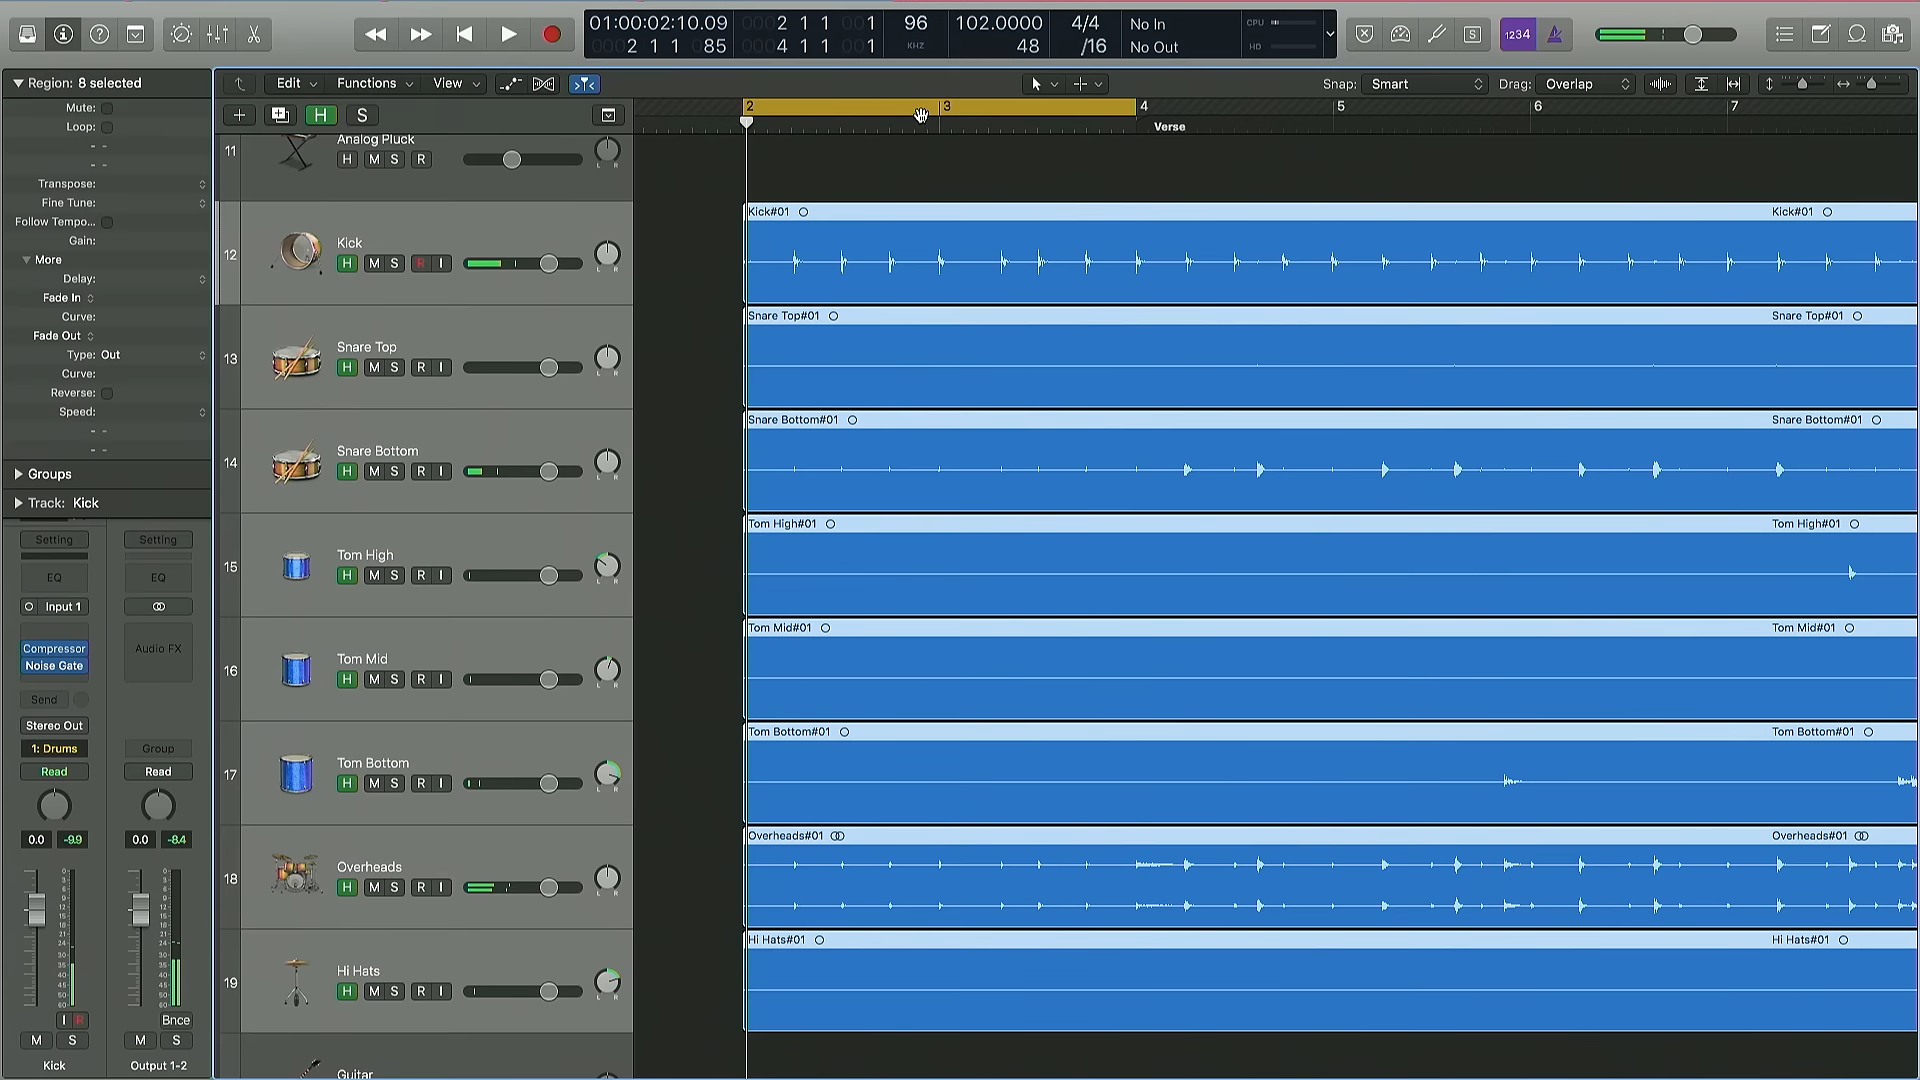 01:00:02:10.09
0002 1 1 001
96
102.0000
4/4
No In
CPU
0002 1 1 085
0004 1 1 001
KHZ
48
/16
No Out
HD
1234
Region: 8 selected
Edit
Functions
View
Snap: Smart
Drag: Overlap
H
S
2
3
4
5
6
7
Verse
Mute:
Loop:
- -
- -
Transpose:
Fine Tune:
Follow Tempo...
Gain:
More
Delay:
Fade In
Curve:
Fade Out
Type: Out
Curve:
Reverse:
Speed:
- -
- -
Groups
Track: Kick
Setting
Setting
EQ
EQ
Input 1
Compressor
Noise Gate
Audio FX
Send
Stereo Out
1: Drums
Group
Read
Read
0.0 -9.9
0.0 -8.4
I R
Bnce
M S
M S
Kick
Output 1-2
11
Analog Pluck
H M S R
12
Kick
H M S R I
L R
Kick#01
Kick#01
13
Snare Top
H M S R I
L R
Snare Top#01
Snare Top#01
14
Snare Bottom
H M S R I
L R
Snare Bottom#01
Snare Bottom#01
15
Tom High
H M S R I
L R
Tom High#01
Tom High#01
16
Tom Mid
H M S R I
L R
Tom Mid#01
Tom Mid#01
17
Tom Bottom
H M S R I
L R
Tom Bottom#01
Tom Bottom#01
18
Overheads
H M S R I
L R
Overheads#01
Overheads#01
19
Hi Hats
H M S R I
L R
Hi Hats#01
Hi Hats#01
Guitar